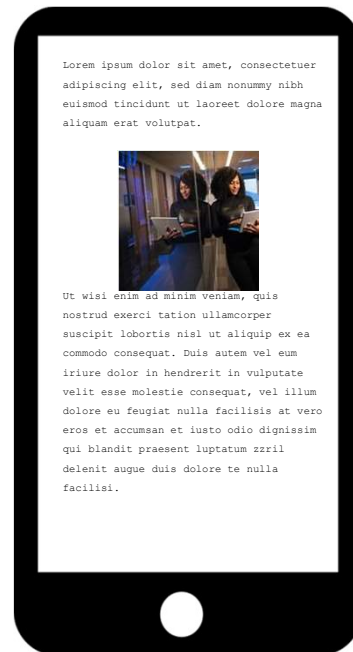 Lorem ipsum dolor sit amet, consectetuer
adipiscing elit, sed diam nonummy nibh
euismod tincidunt ut laoreet dolore magna
aliquam erat volutpat.
Ut wisi enim ad minim veniam, quis
nostrud exerci tation ullamcorper
suscipit lobortis nisl ut aliquip ex ea
commodo consequat. Duis autem vel eum
iriure dolor in hendrerit in vulputate
velit esse molestie consequat, vel illum
dolore eu feugiat nulla facilisis at vero
eros et accumsan et iusto odio dignissim
qui blandit praesent luptatum zzril
delenit augue duis dolore te nulla
facilisi.